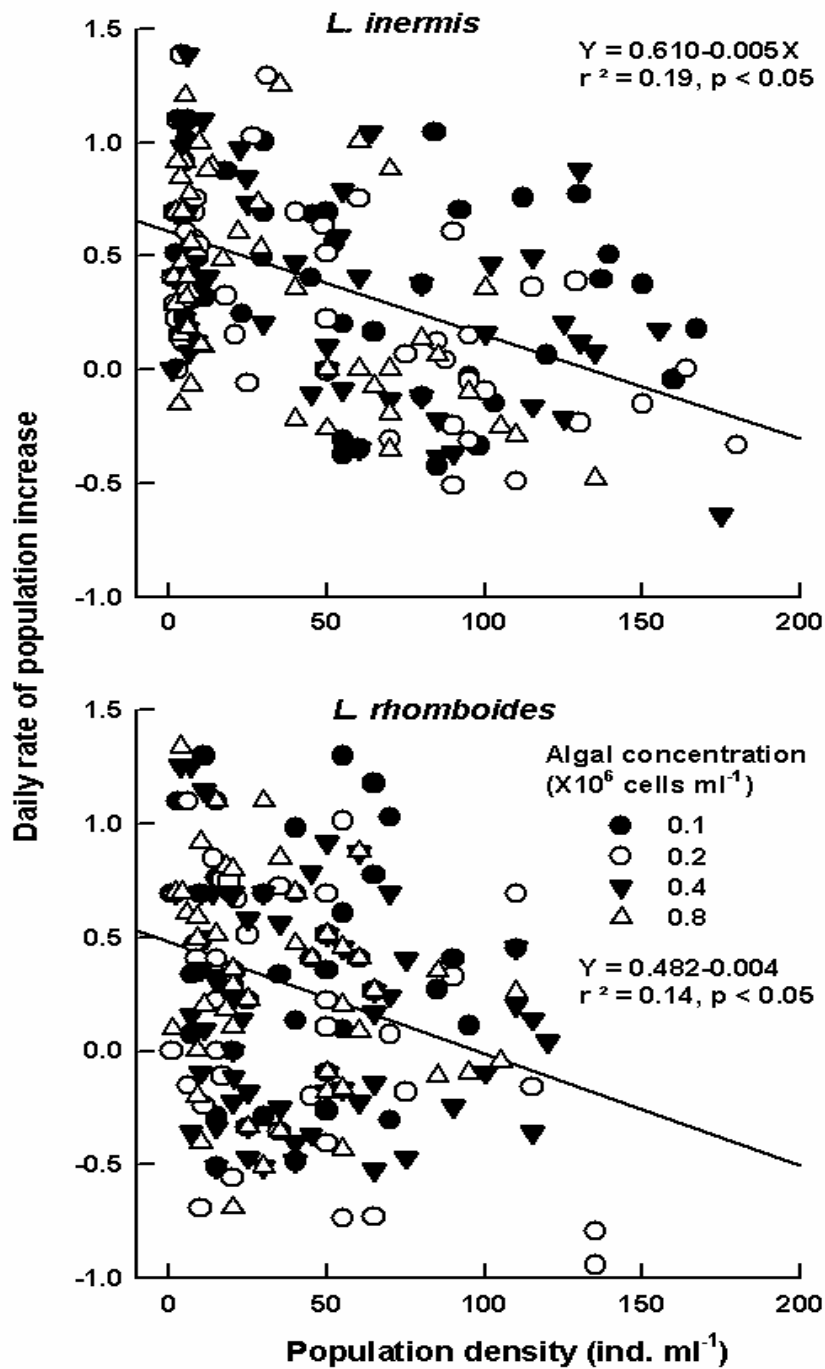 L. inermis
Y = 0.610-0.005X
r ² = 0.19, p < 0.05
1.5
1.0
0.5
0.0
-0.5
-1.0
0 50 100 150 200
Daily rate of population increase
L. rhomboides
Algal concentration
(X10⁶ cells ml⁻¹)
0.1
0.2
0.4
0.8
Y = 0.482-0.004
r ² = 0.14, p < 0.05
1.5
1.0
0.5
0.0
-0.5
-1.0
0 50 100 150 200
Population density (ind. ml⁻¹)